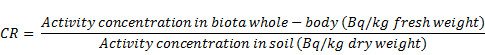 CR = Activity concentration in biota whole − body (Bq/kg fresh weight)
Activity concentration in soil (Bq/kg dry weight)